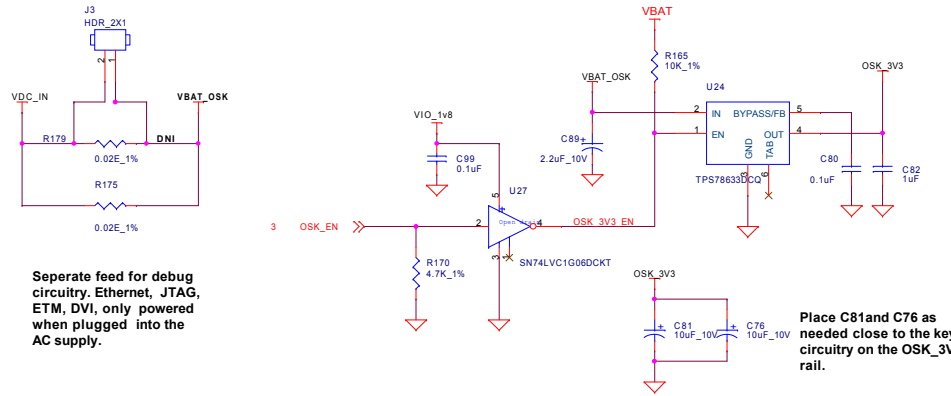 J3
HDR_2X1
2
1
VDC_IN
VBAT_OSK
R179
DNI
0.02E_1%
R175
0.02E_1%
Seperate feed for debug
circuitry. Ethernet, JTAG,
ETM, DVI, only powered
when plugged into the
AC supply.
VBAT
R165
10K_1%
VBAT_OSK
U24
OSK_3V3
2 IN BYPASS/FB 5
1 EN OUT 4
GND
TAB
3
6
TPS78633DCQ
C89
+
2.2uF_10V
C80
0.1uF
C82
1uF
VIO_1v8
C99
0.1uF
5
U27
+
Open drain
3 OSK_EN
2
4
OSK_3V3_EN
3
1
SN74LVC1G06DCKT
R170
4.7K_1%
OSK_3V3
C81
+
10uF_10V
C76
+
10uF_10V
Place C81and C76 as
needed close to the key
circuitry on the OSK_3V
rail.